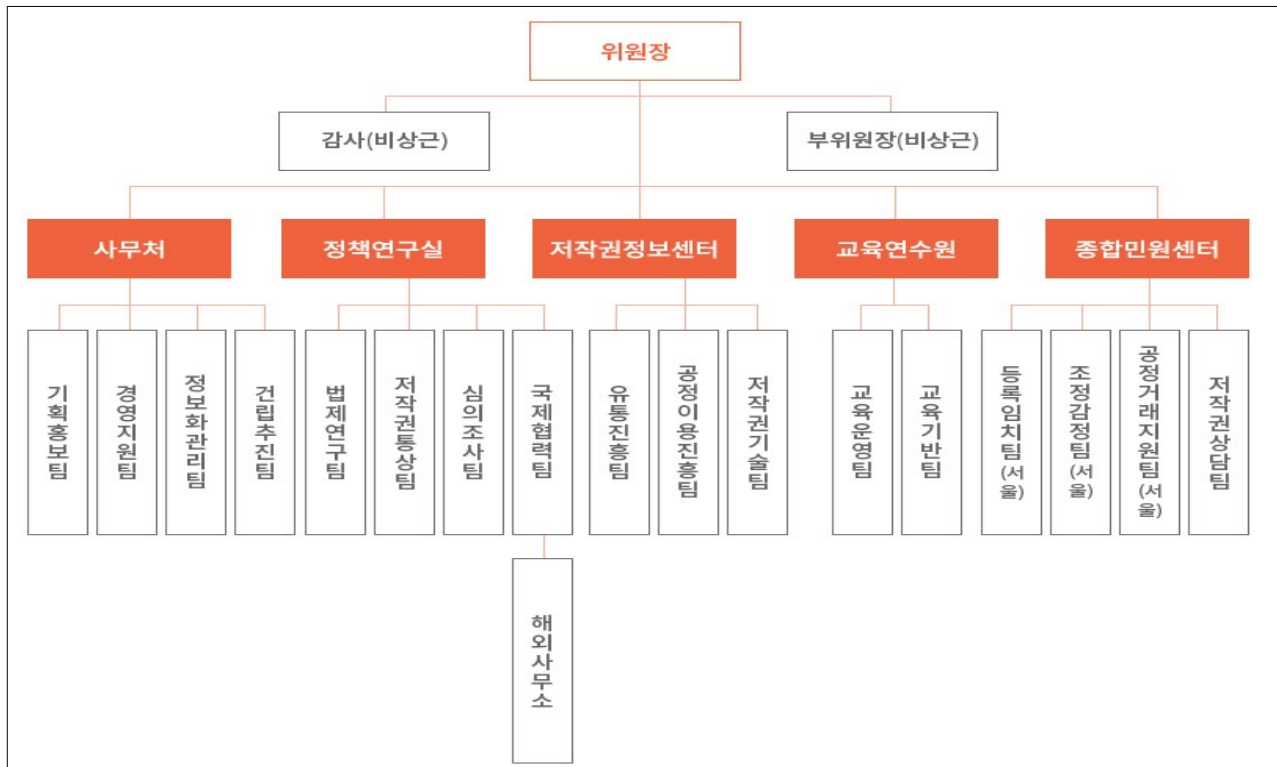 위원장
감사(비상근)
부위원장(비상근)
사무처
정책연구실
저작권정보센터
교육연수원
종합민원센터
기획홍보팀
경영지원팀
정보화관리팀
건립추진팀
법제연구팀
저작권통상팀
심의조사팀
국제협력팀
유통진흥팀
공정이용진흥팀
저작권기술팀
교육운영팀
교육기반팀
등록임치팀(서울)
조정감정팀(서울)
공정거래지원팀(서울)
저작권상담팀
해외사무소